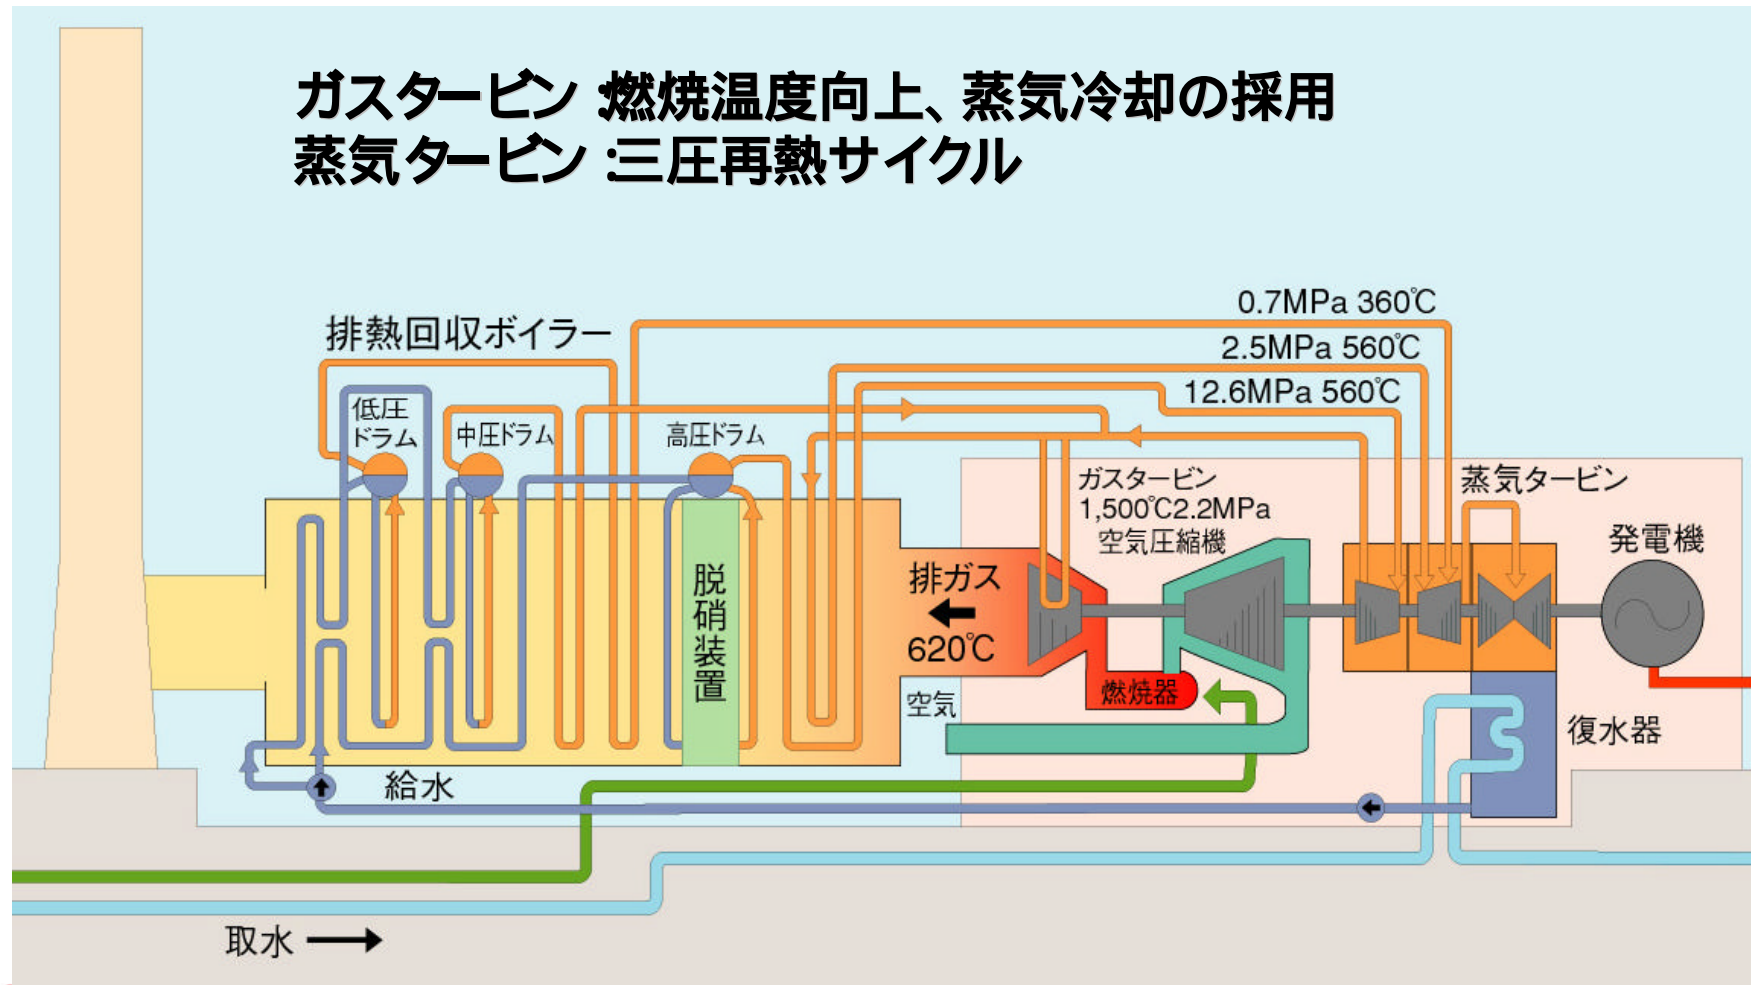 ガスタービン:燃焼温度向上、蒸気冷却の採用
蒸気タービン:三圧再熱サイクル
0.7MPa 360℃
排熱回収ボイラー
2.5MPa 560℃
12.6MPa 560℃
低圧
ドラム
中圧ドラム
高圧ドラム
ガスタービン
1,500℃2.2MPa
空気圧縮機
蒸気タービン
発電機
排ガス
620℃
脱硝装置
燃焼器
空気
復水器
給水
取水